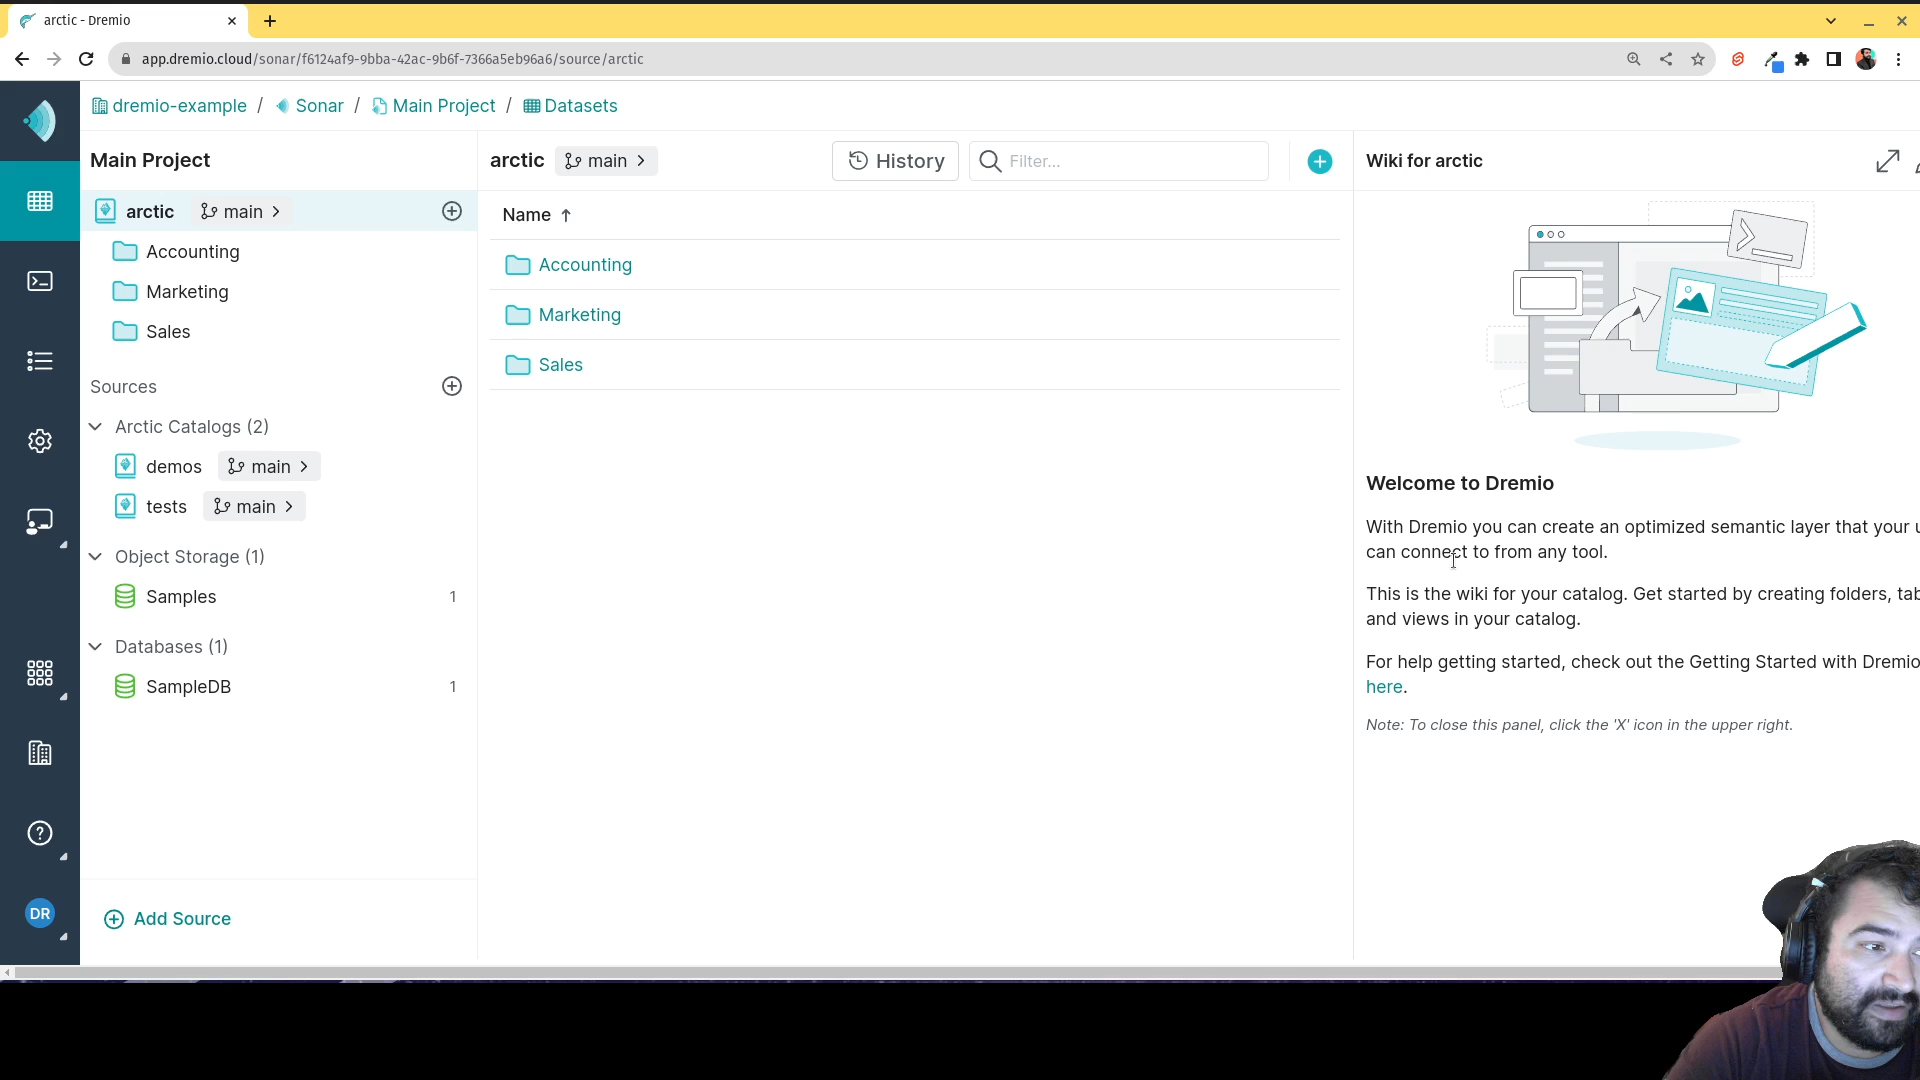 arctic - Dremio
app.dremio.cloud/sonar/f6124af9-9bba-42ac-9b6f-7366a5eb96a6/source/arctic
dremio-example / Sonar / Main Project / Datasets
Main Project
arctic main
Accounting
Marketing
Sales
Sources
Arctic Catalogs (2)
demos main
tests main
Object Storage (1)
Samples 1
Databases (1)
SampleDB 1
Add Source
DR
arctic main
History
Filter...
Name
Accounting
Marketing
Sales
Wiki for arctic
Welcome to Dremio
With Dremio you can create an optimized semantic layer that your
can connect to from any tool.
This is the wiki for your catalog. Get started by creating folders,
and views in your catalog.
For help getting started, check out the Getting Started with Dremio
here.
Note: To close this panel, click the 'X' icon in the upper right.